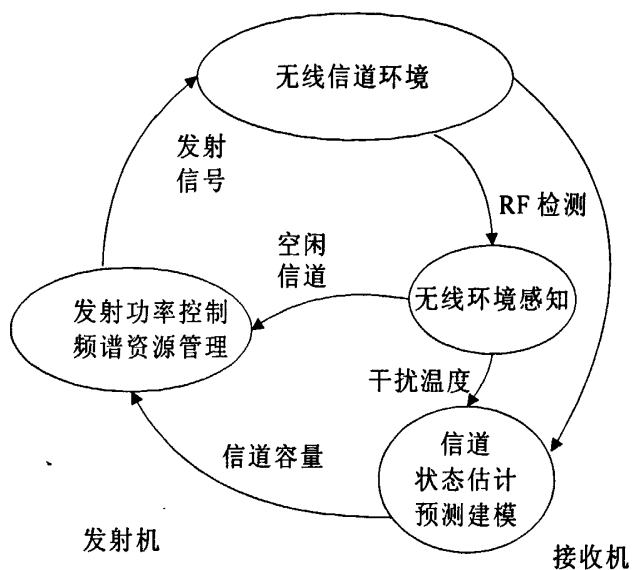 无线信道环境
发射
信号
RF 检测
空闲
信道
无线环境感知
发射功率控制
频谱资源管理
干扰温度
信道
状态估计
预测建模
信道容量
发射机
接收机